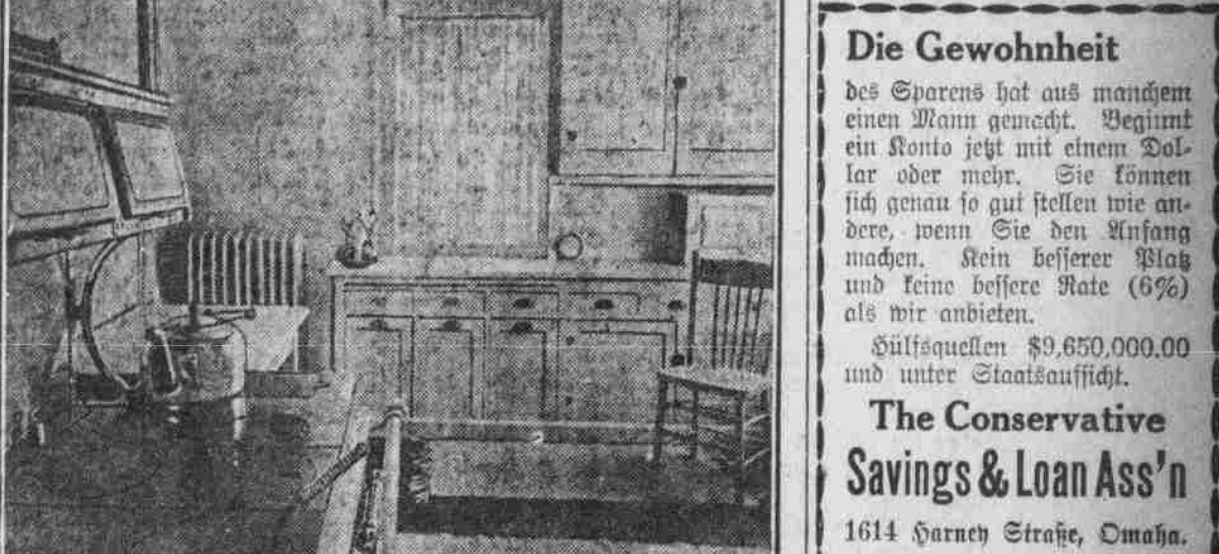 Die Gewohnheit
des Sparens hat aus manchem
einen Mann gemacht. Beginnt
ein Konto jetzt mit einem Dol-
lar oder mehr. Sie können
sich genau so gut stellen wie an-
dere, wenn Sie den Anfang
machen. Kein besserer Platz
und keine bessere Rate (6%)
als wir anbieten.
Hülfsquellen $9,650,000.00
und unter Staatsaufsicht.
The Conservative
Savings & Loan Ass'n
1614 Harney Straße, Omaha.